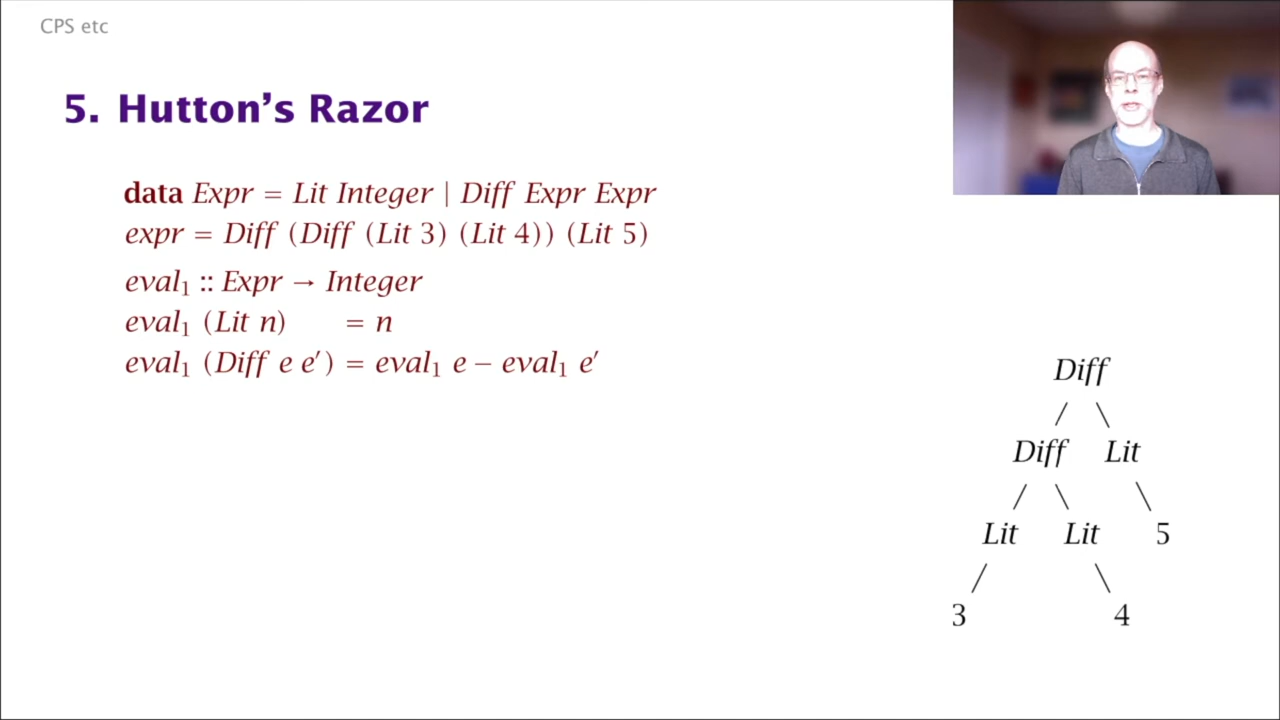 CPS etc
5. Hutton's Razor
data Expr = Lit Integer | Diff Expr Expr
expr = Diff (Diff (Lit 3) (Lit 4)) (Lit 5)
eval₁ :: Expr → Integer
eval₁ (Lit n) = n
eval₁ (Diff e e′) = eval₁ e − eval₁ e′
Diff
Diff Lit
Lit Lit 5
3 4